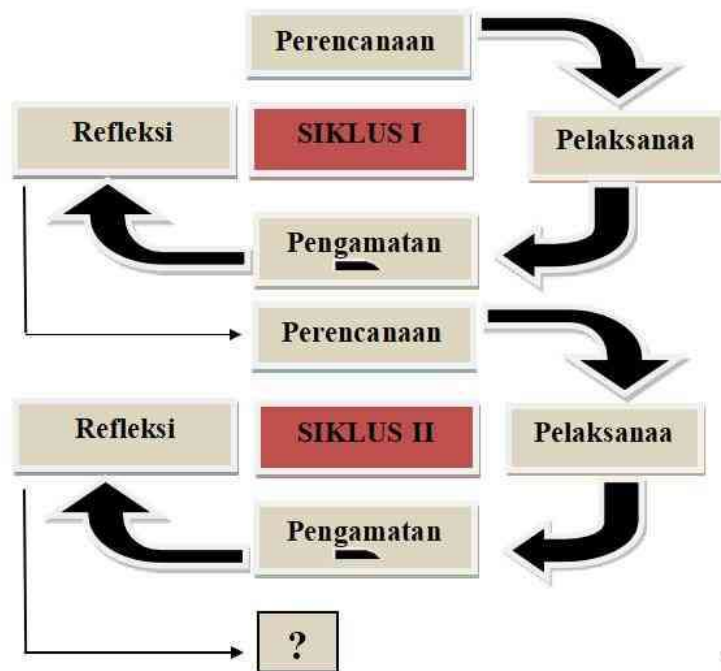 Perencanaan
Refleksi
SIKLUS I
Pelaksanaa
Pengamatan
Perencanaan
Refleksi
SIKLUS II
Pelaksanaa
Pengamatan
?